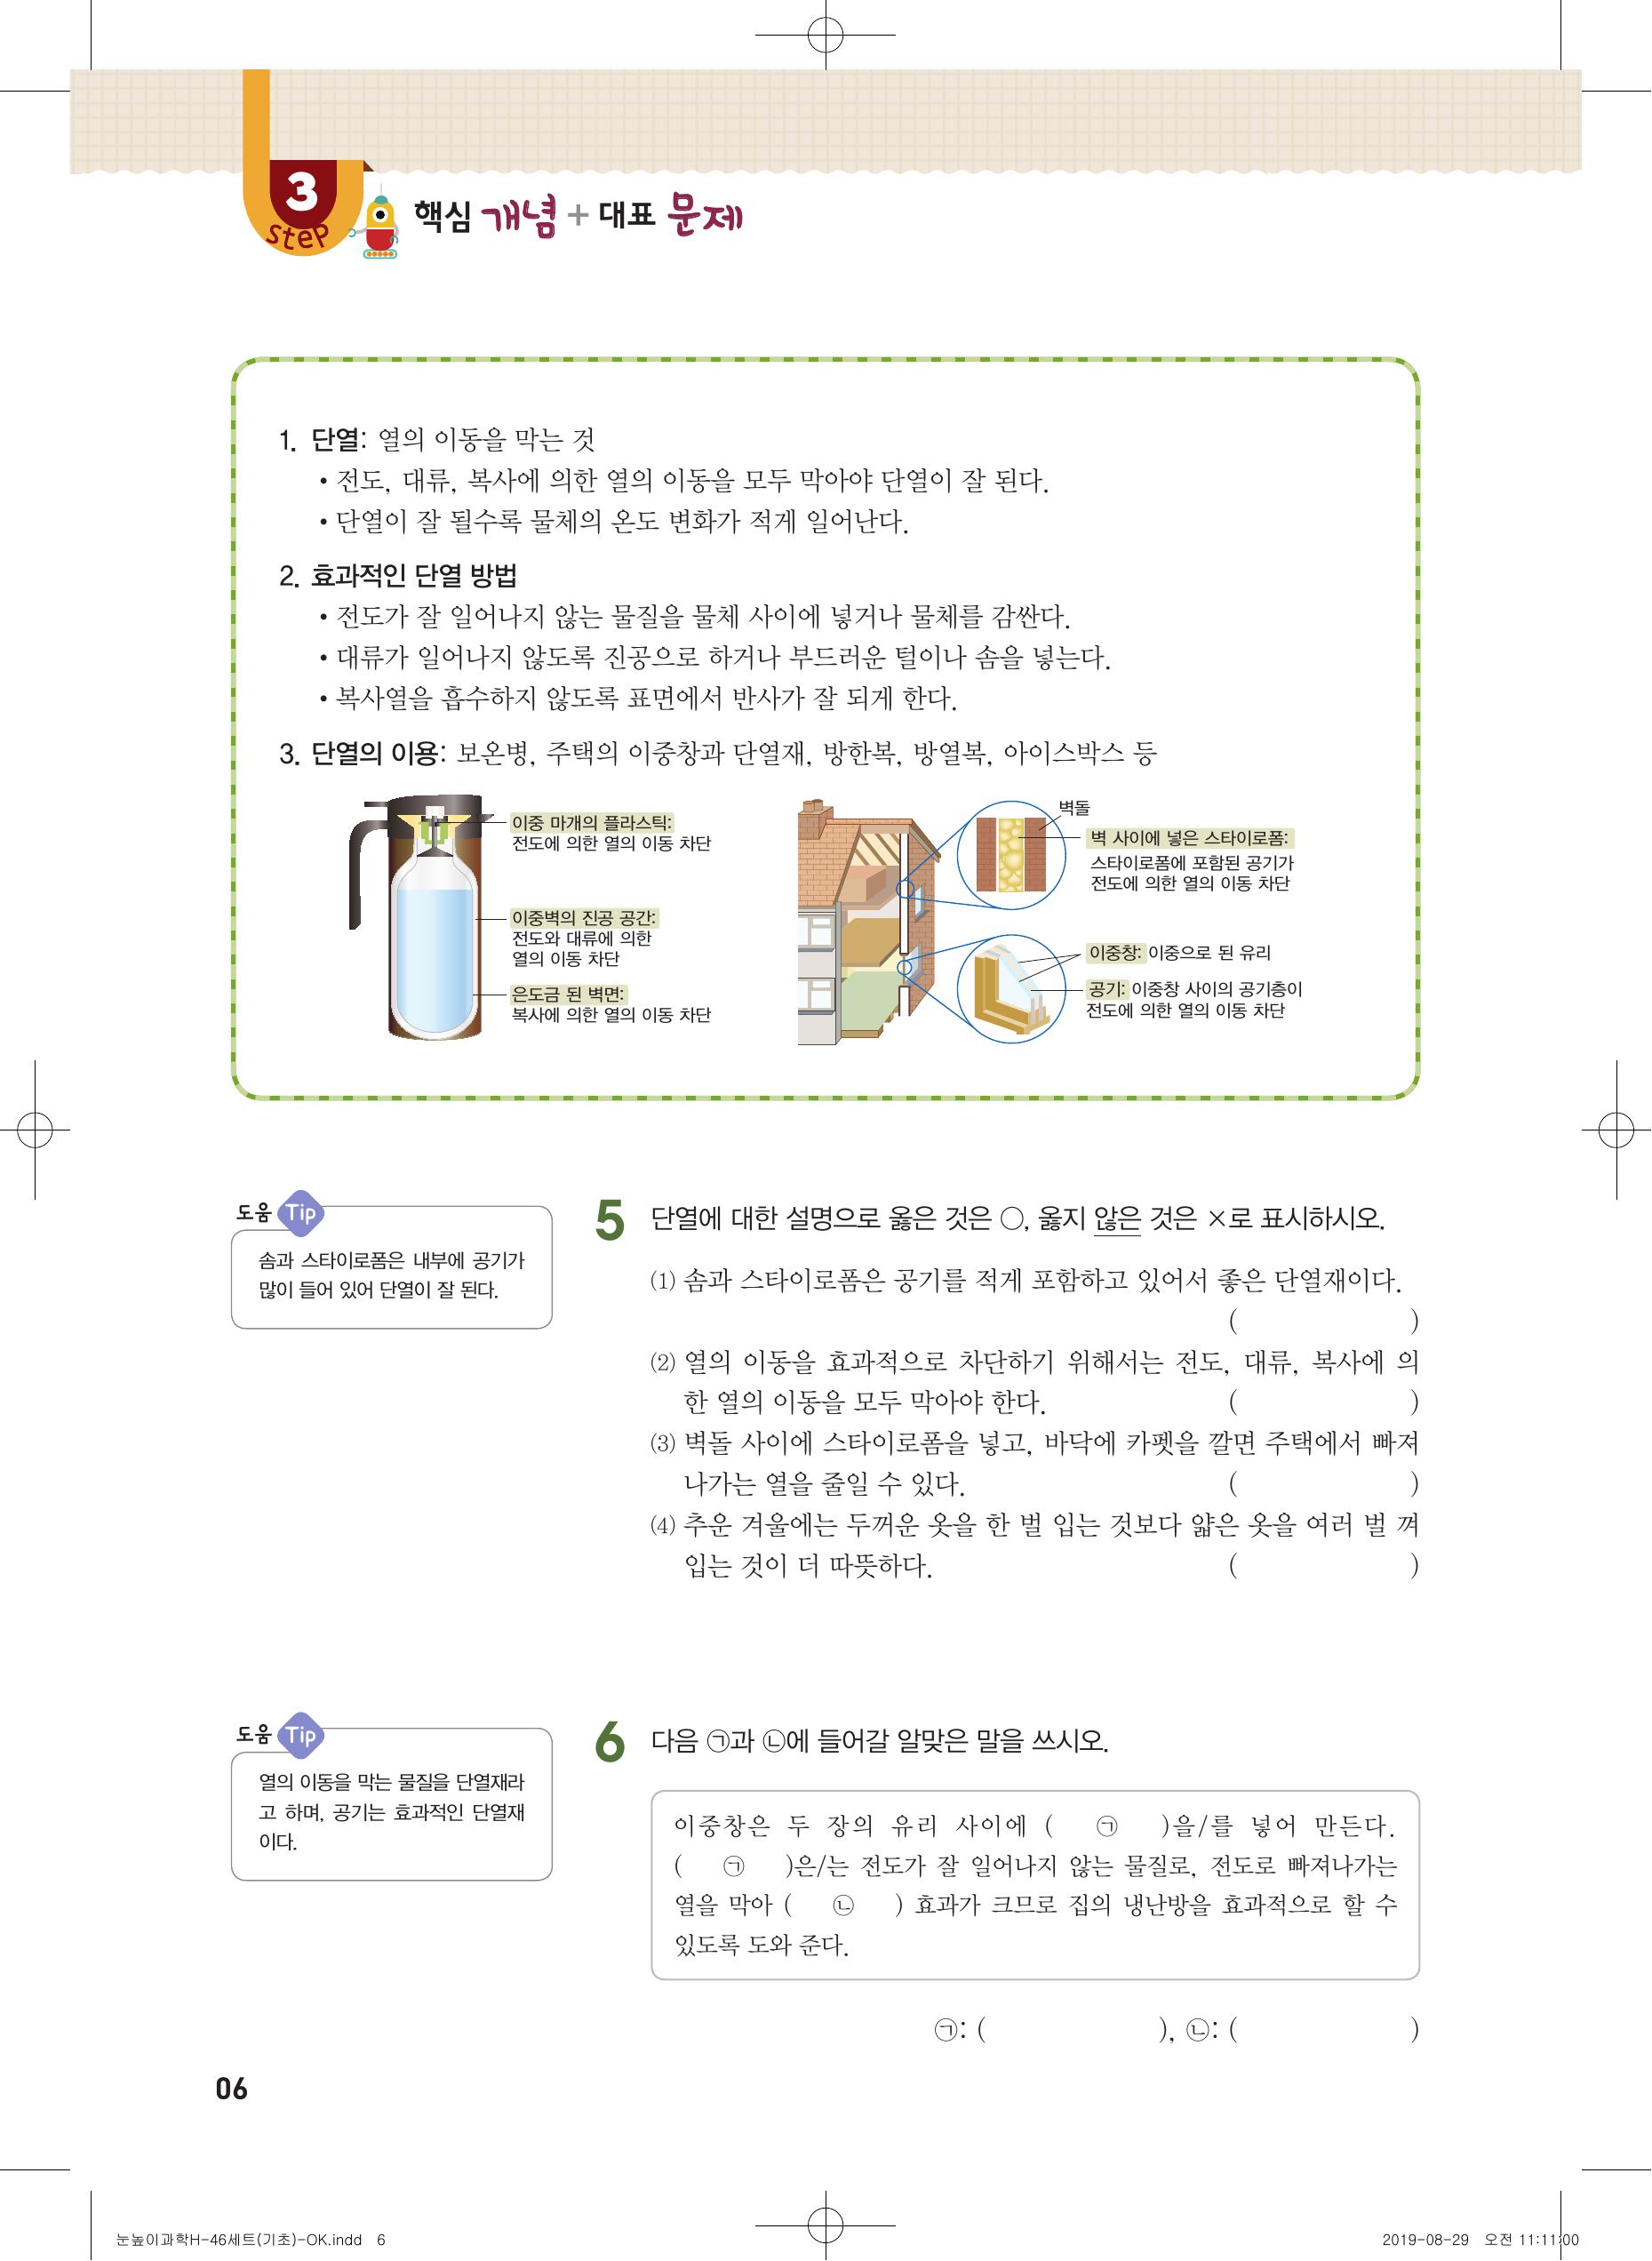 3
steP
핵심 개념 + 대표 문제
1. 단열: 열의 이동을 막는 것
• 전도, 대류, 복사에 의한 열의 이동을 모두 막아야 단열이 잘 된다.
• 단열이 잘 될수록 물체의 온도 변화가 적게 일어난다.
2. 효과적인 단열 방법
• 전도가 잘 일어나지 않는 물질을 물체 사이에 넣거나 물체를 감싼다.
• 대류가 일어나지 않도록 진공으로 하거나 부드러운 털이나 솜을 넣는다.
• 복사열을 흡수하지 않도록 표면에서 반사가 잘 되게 한다.
3. 단열의 이용: 보온병, 주택의 이중창과 단열재, 방한복, 방열복, 아이스박스 등
이중 마개의 플라스틱:
전도에 의한 열의 이동 차단
이중벽의 진공 공간:
전도와 대류에 의한
열의 이동 차단
은도금 된 벽면:
복사에 의한 열의 이동 차단
벽돌
벽 사이에 넣은 스타이로폼:
스타이로폼에 포함된 공기가
전도에 의한 열의 이동 차단
이중창: 이중으로 된 유리
공기: 이중창 사이의 공기층이
전도에 의한 열의 이동 차단
도움 Tip
솜과 스타이로폼은 내부에 공기가
많이 들어 있어 단열이 잘 된다.
5 단열에 대한 설명으로 옳은 것은 ○, 옳지 않은 것은 ×로 표시하시오.
⑴ 솜과 스타이로폼은 공기를 적게 포함하고 있어서 좋은 단열재이다.
( )
⑵ 열의 이동을 효과적으로 차단하기 위해서는 전도, 대류, 복사에 의
한 열의 이동을 모두 막아야 한다. ( )
⑶ 벽돌 사이에 스타이로폼을 넣고, 바닥에 카펫을 깔면 주택에서 빠져
나가는 열을 줄일 수 있다. ( )
⑷ 추운 겨울에는 두꺼운 옷을 한 벌 입는 것보다 얇은 옷을 여러 벌 껴
입는 것이 더 따뜻하다. ( )
도움 Tip
열의 이동을 막는 물질을 단열재라
고 하며, 공기는 효과적인 단열재
이다.
6 다음 ㉠과 ㉡에 들어갈 알맞은 말을 쓰시오.
이중창은 두 장의 유리 사이에 ( ㉠ )을/를 넣어 만든다.
( ㉠ )은/는 전도가 잘 일어나지 않는 물질로, 전도로 빠져나가는
열을 막아 ( ㉡ ) 효과가 크므로 집의 냉난방을 효과적으로 할 수
있도록 도와 준다.
㉠: ( ), ㉡: ( )
06
눈높이과학H-46세트(기초)-OK.indd 6
2019-08-29 오전 11:11:00